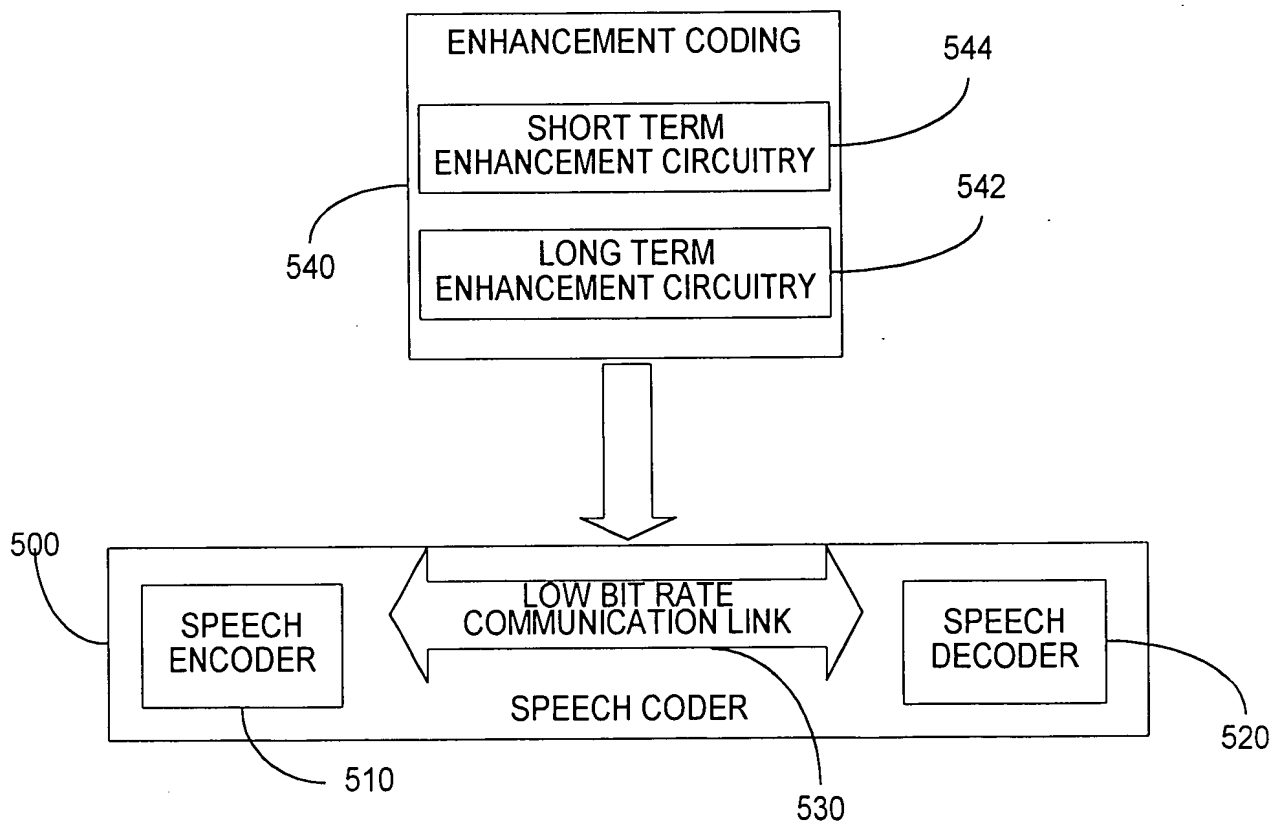 ENHANCEMENT CODING
544
SHORT TERM
ENHANCEMENT CIRCUITRY
542
LONG TERM
ENHANCEMENT CIRCUITRY
540
500
LOW BIT RATE
COMMUNICATION LINK
SPEECH
ENCODER
SPEECH
DECODER
SPEECH CODER
520
510
530